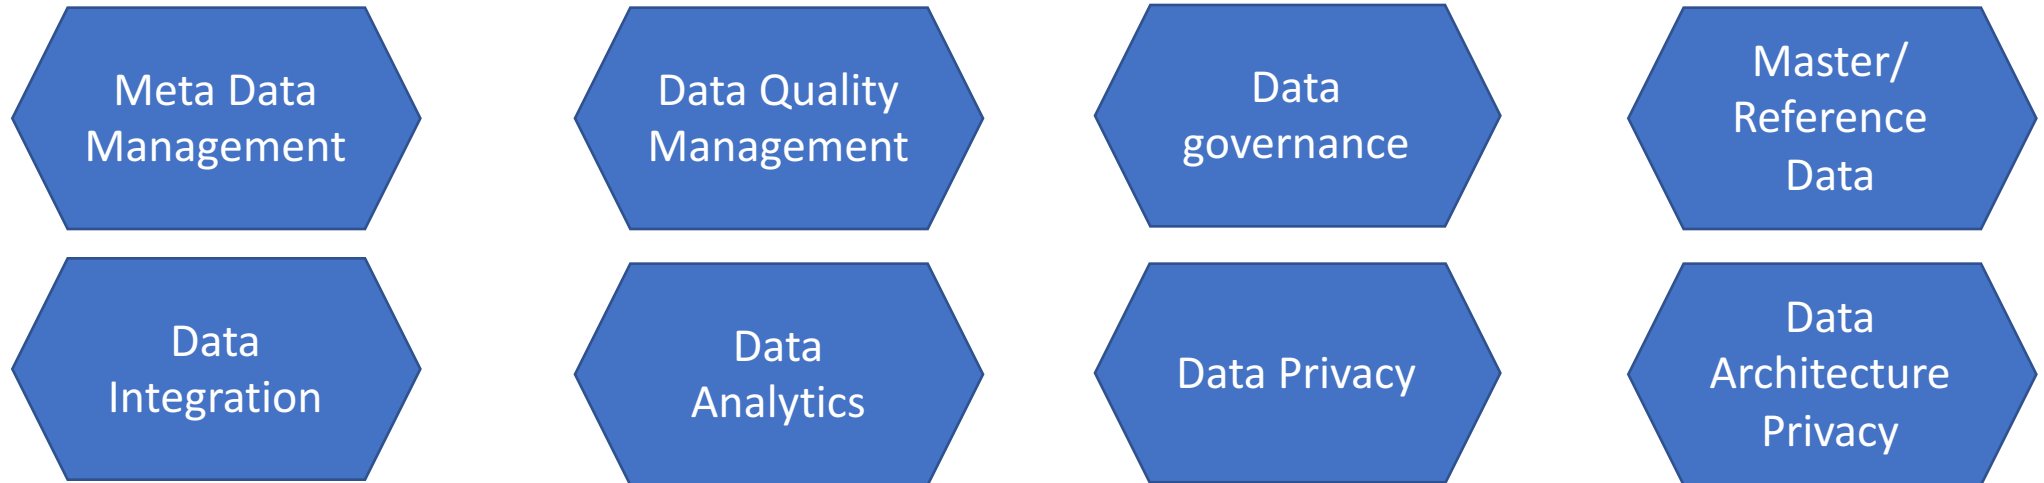 Meta Data
Management
Data Quality
Management
Data
governance
Master/
Reference
Data
Data
Integration
Data
Analytics
Data Privacy
Data
Architecture
Privacy